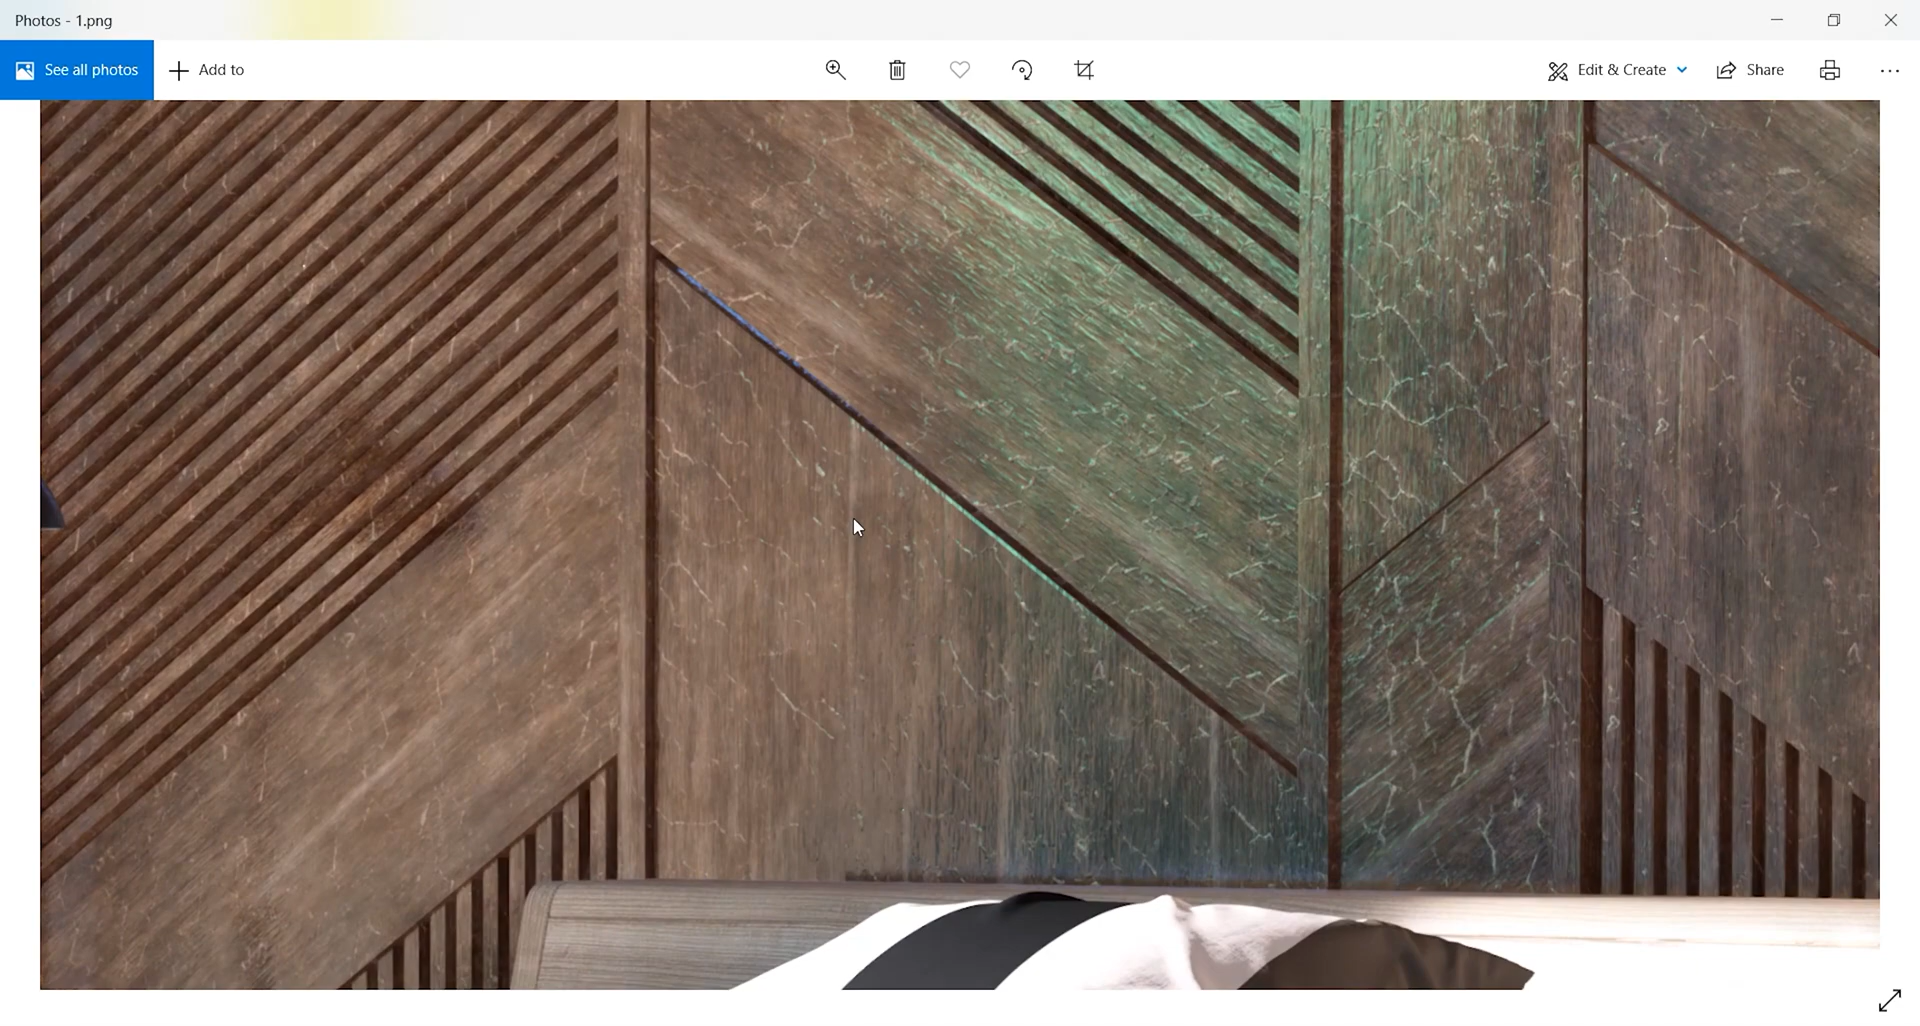 Photos - 1.png
See all photos
Add to
Edit & Create
Share